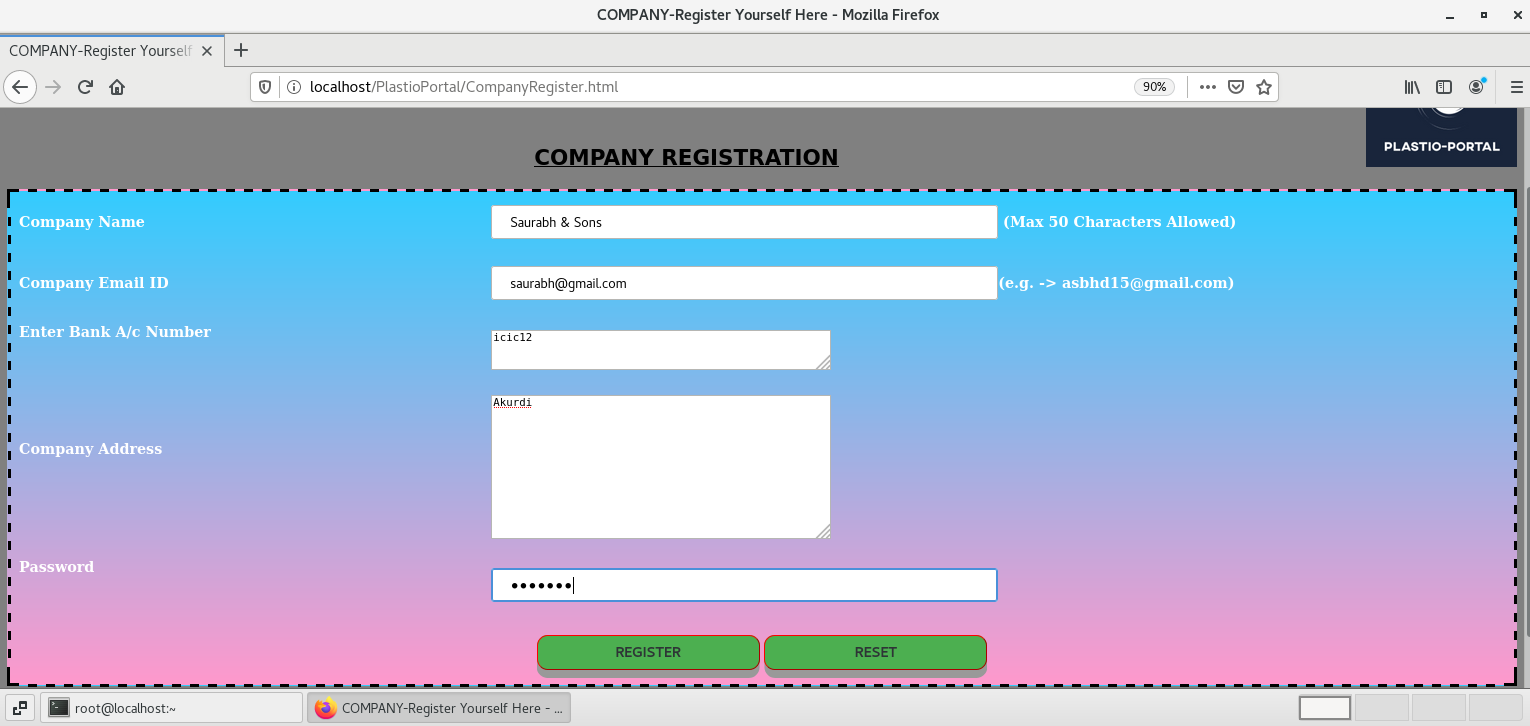 COMPANY-Register Yourself Here - Mozilla Firefox
COMPANY-Register Yourself
localhost/PlastioPortal/CompanyRegister.html
90%
PLASTIO-PORTAL
COMPANY REGISTRATION
Company Name Saurabh & Sons (Max 50 Characters Allowed)
Company Email ID saurabh@gmail.com (e.g. -> asbhd15@gmail.com)
Enter Bank A/c Number icic12
Company Address Akurdi
Password •••••••
REGISTER RESET
root@localhost:~ COMPANY-Register Yourself Here - ...